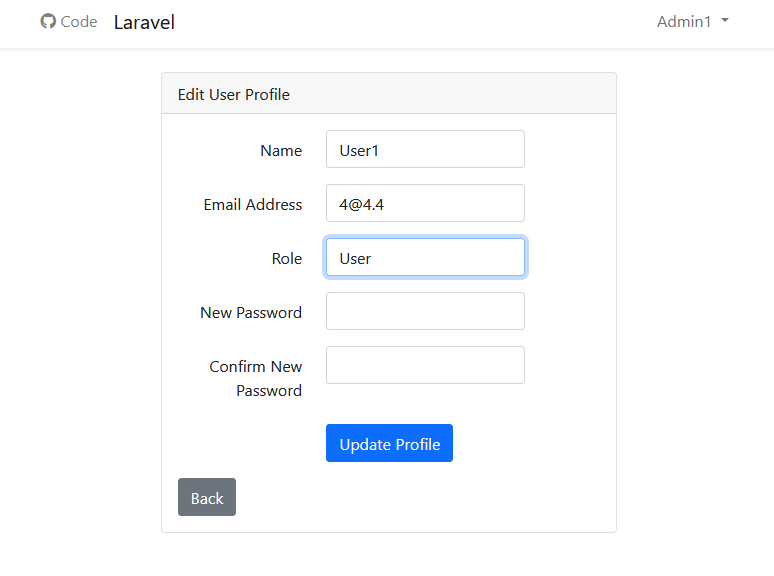 Code Laravel Admin1
Edit User Profile
Name User1
Email Address 4@4.4
Role User
New Password
Confirm New
Password
Update Profile
Back